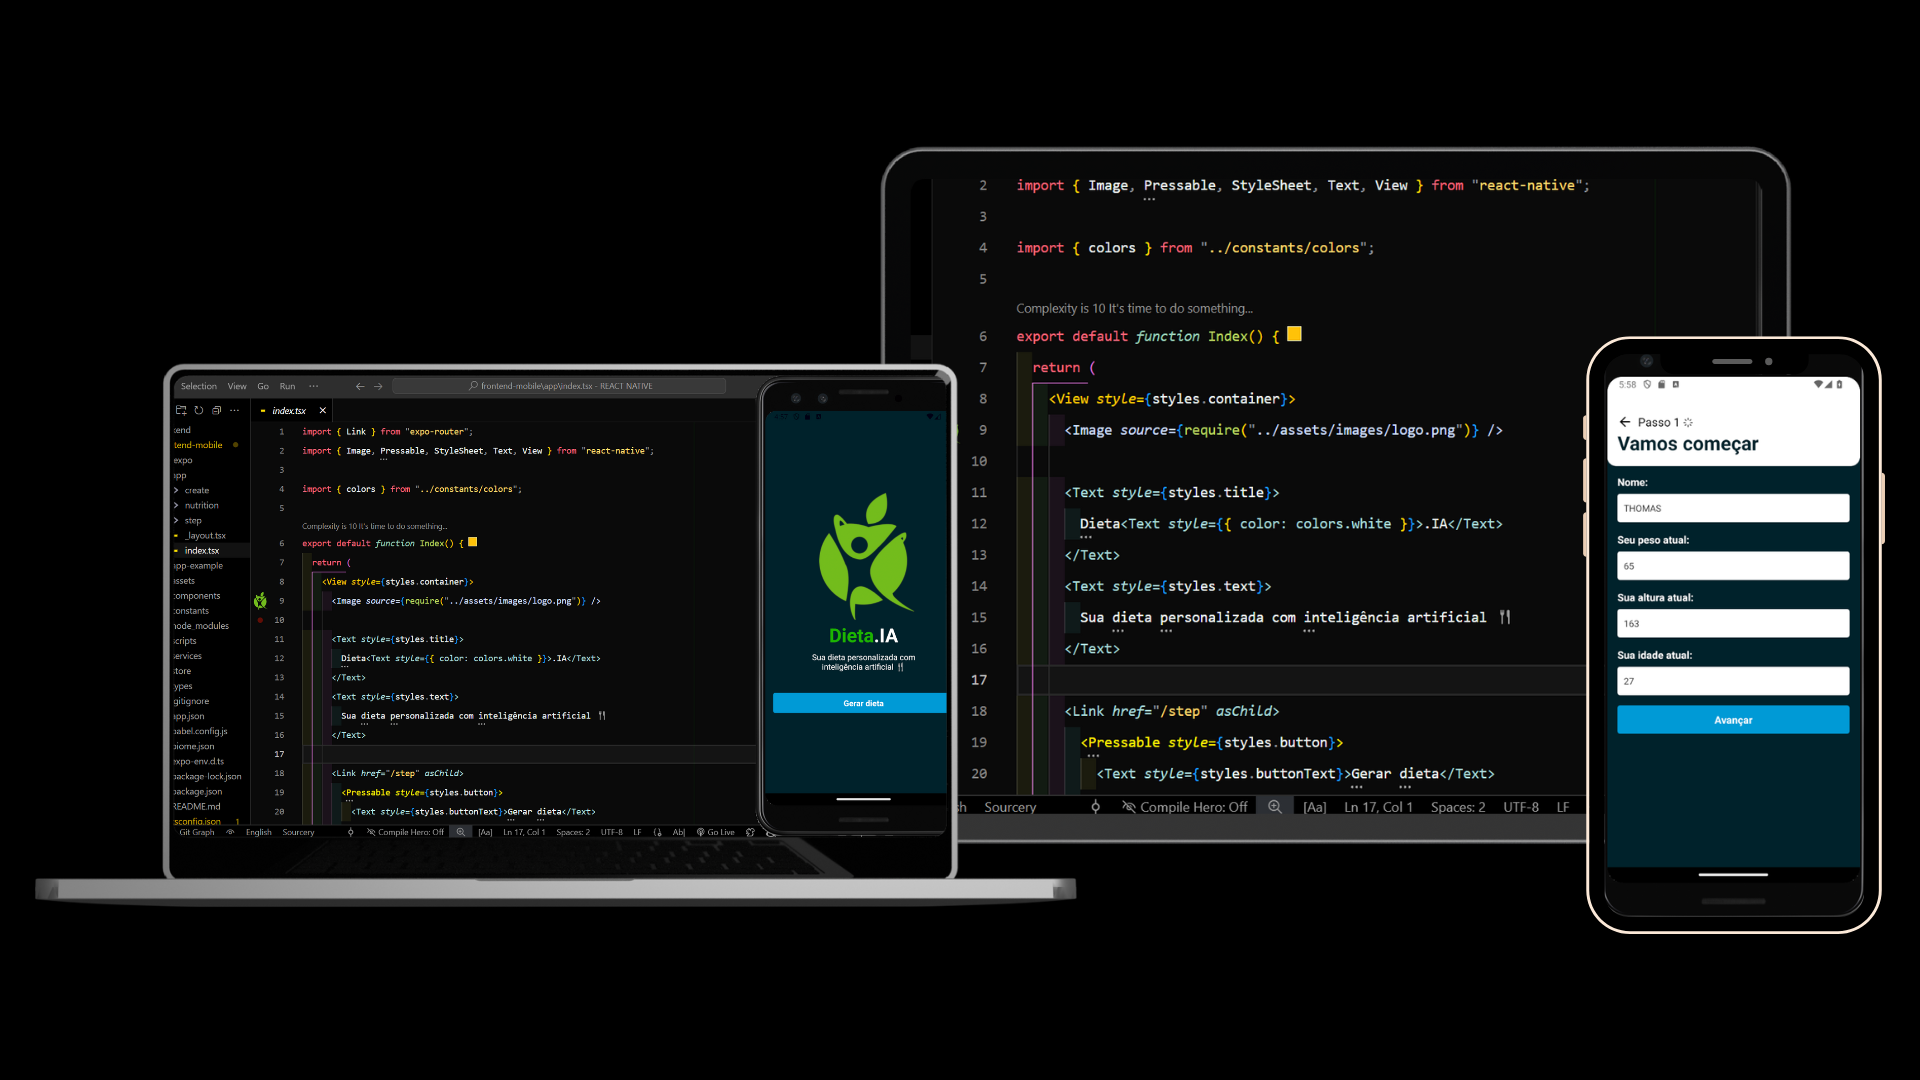 Selection View Go Run ···
frontend-mobile\app\index.tsx - REACT NATIVE
index.tsx
end
tend-mobile
expo
app
create
nutrition
step
_layout.tsx
index.tsx
app-example
assets
components
constants
node_modules
scripts
services
store
types
gitignore
app.json
babel.config.js
biome.json
expo-env.d.ts
package-lock.json
package.json
README.md
tsconfig.json 1
1 import { Link } from "expo-router";
2 import { Image, Pressable, StyleSheet, Text, View } from "react-native";
3
4 import { colors } from "../constants/colors";
5
Complexity is 10 It's time to do something...
6 export default function Index() {
7 return (
8 <View style={styles.container}>
9 <Image source={require("../assets/images/logo.png")} />
10
11 <Text style={styles.title}>
12 Dieta<Text style={{ color: colors.white }}>.IA</Text>
13 </Text>
14 <Text style={styles.text}>
15 Sua dieta personalizada com inteligência artificial 🍴
16 </Text>
17
18 <Link href="/step" asChild>
19 <Pressable style={styles.button}>
20 <Text style={styles.buttonText}>Gerar dieta</Text>
Git Graph English Sourcery Compile Hero: Off [Aa] Ln 17, Col 1 Spaces: 2 UTF-8 LF Ab| Go Live
Dieta.IA
Sua dieta personalizada com
inteligência artificial 🍴
Gerar dieta
2 import { Image, Pressable, StyleSheet, Text, View } from "react-native";
3
4 import { colors } from "../constants/colors";
5
Complexity is 10 It's time to do something...
6 export default function Index() {
7 return (
8 <View style={styles.container}>
9 <Image source={require("../assets/images/logo.png")} />
10
11 <Text style={styles.title}>
12 Dieta<Text style={{ color: colors.white }}>.IA</Text>
13 </Text>
14 <Text style={styles.text}>
15 Sua dieta personalizada com inteligência artificial 🍴
16 </Text>
17
18 <Link href="/step" asChild>
19 <Pressable style={styles.button}>
20 <Text style={styles.buttonText}>Gerar dieta</Text>
sh Sourcery Compile Hero: Off [Aa] Ln 17, Col 1 Spaces: 2 UTF-8 LF
5:58
Passo 1
Vamos começar
Nome:
THOMAS
Seu peso atual:
65
Sua altura atual:
163
Sua idade atual:
27
Avançar